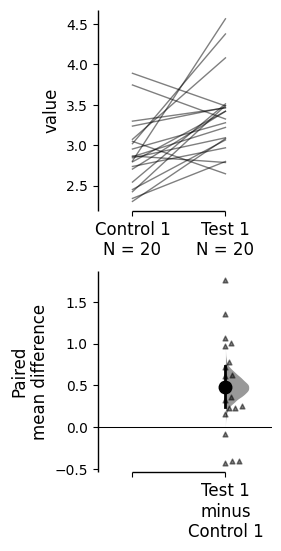 4.5
4.0
3.5
3.0
2.5
value
Control 1
N = 20
Test 1
N = 20
1.5
1.0
0.5
0.0
−0.5
Paired
mean difference
Test 1
minus
Control 1